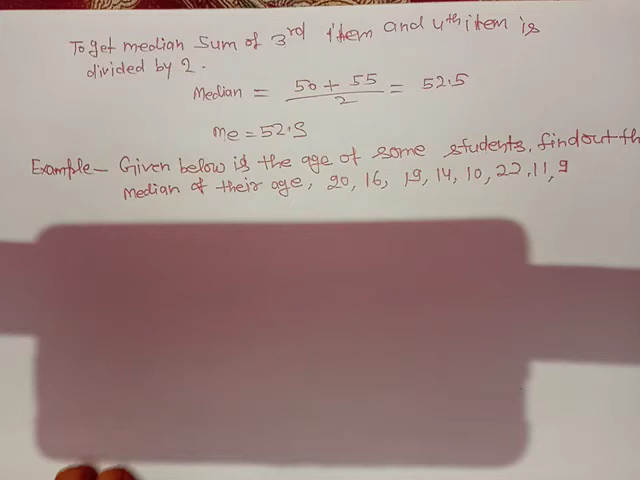 To get median sum of 3rd item and 4th item is
divided by 2.
Median = 50 + 55 / 2 = 52.5
Me = 52.5
Example - Given below is the age of some students, find out th
Median of their age, 20, 16, 19, 14, 10, 22, 11, 9